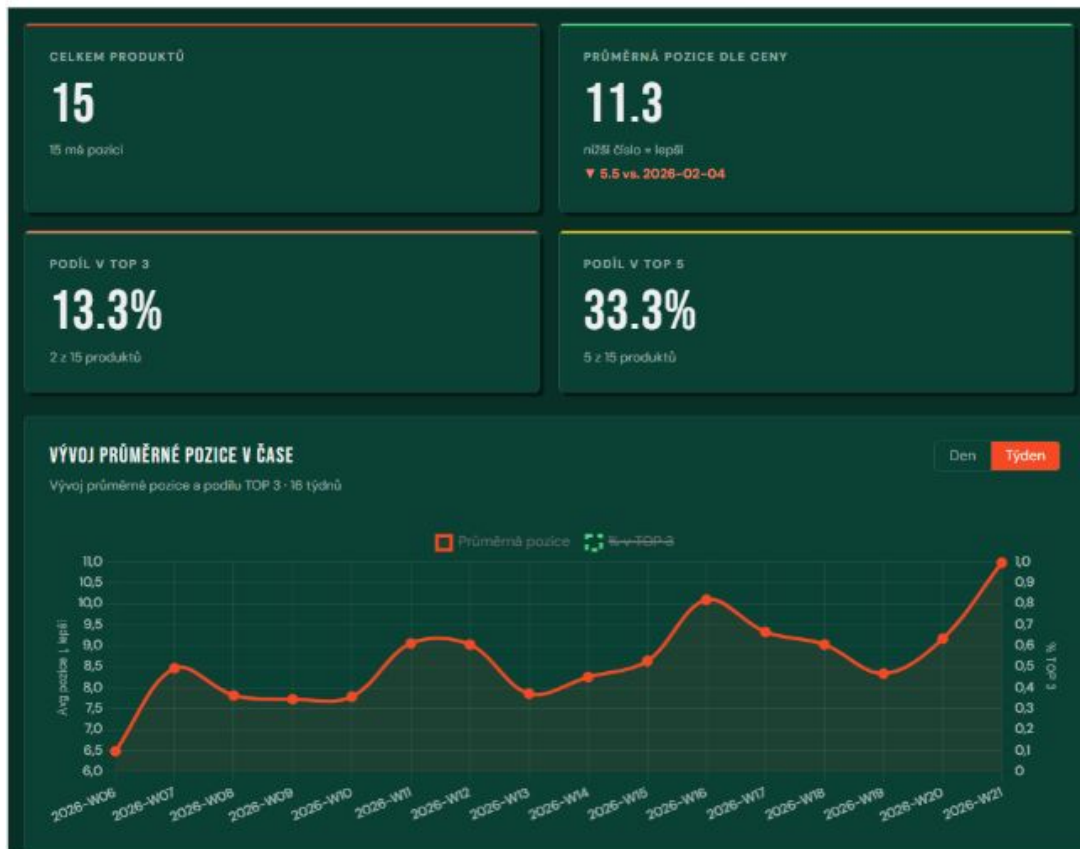 CELKEM PRODUKTŮ
15
15 má pozici
PRŮMĚRNÁ POZICE DLE CENY
11.3
nižší číslo = lepší
▼ 5.5 vs. 2026-02-04
PODÍL V TOP 3
13.3%
2 z 15 produktů
PODÍL V TOP 5
33.3%
5 z 15 produktů
VÝVOJ PRŮMĚRNÉ POZICE V ČASE
Den Týden
Vývoj průměrné pozice a podílu TOP 3 · 16 týdnů
Průměrná pozice % v TOP 3
Avg pozice ↓ lepší
11,0
10,5
10,0
9,5
9,0
8,5
8,0
7,5
7,0
6,5
6,0
1,0
0,9
0,8
0,7
0,6
0,5
0,4
0,3
0,2
0,1
0
% TOP 3
2026-W06 2026-W07 2026-W08 2026-W09 2026-W10 2026-W11 2026-W12 2026-W13 2026-W14 2026-W15 2026-W16 2026-W17 2026-W18 2026-W19 2026-W20 2026-W21